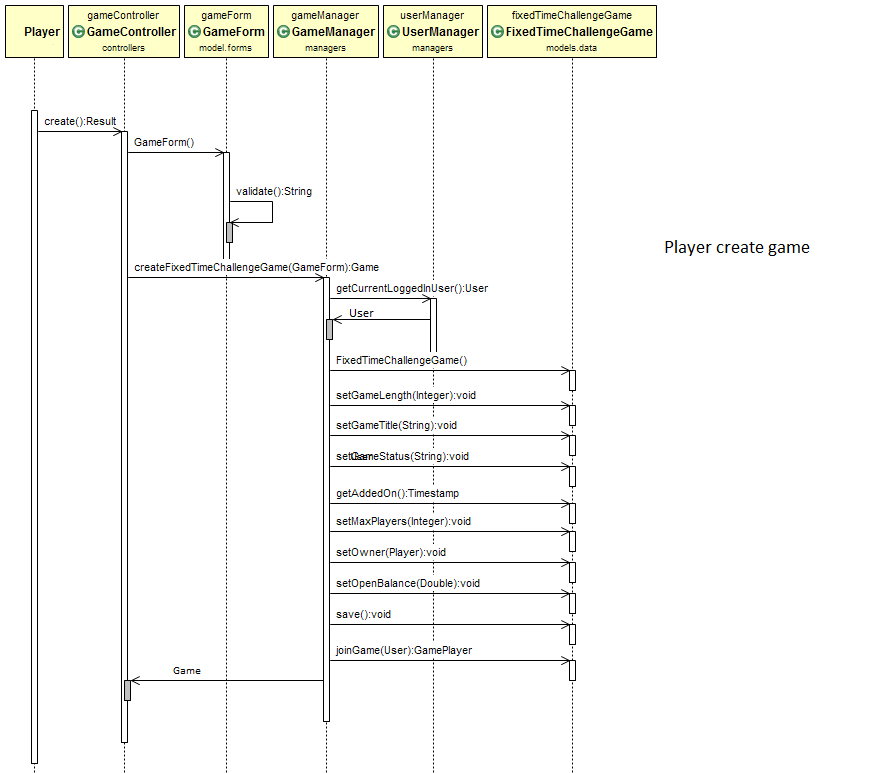 gameController
gameForm
gameManager
userManager
fixedTimeChallengeGame
Player
C GameController
C GameForm
C GameManager
C UserManager
C FixedTimeChallengeGame
controllers
model.forms
managers
managers
models.data
create():Result
GameForm()
validate():String
Player create game
createFixedTimeChallengeGame(GameForm):Game
getCurrentLoggedInUser():User
User
FixedTimeChallengeGame()
setGameLength(Integer):void
setGameTitle(String):void
setGameStatus(String):void
getAddedOn():Timestamp
setMaxPlayers(Integer):void
setOwner(Player):void
setOpenBalance(Double):void
save():void
joinGame(User):GamePlayer
Game